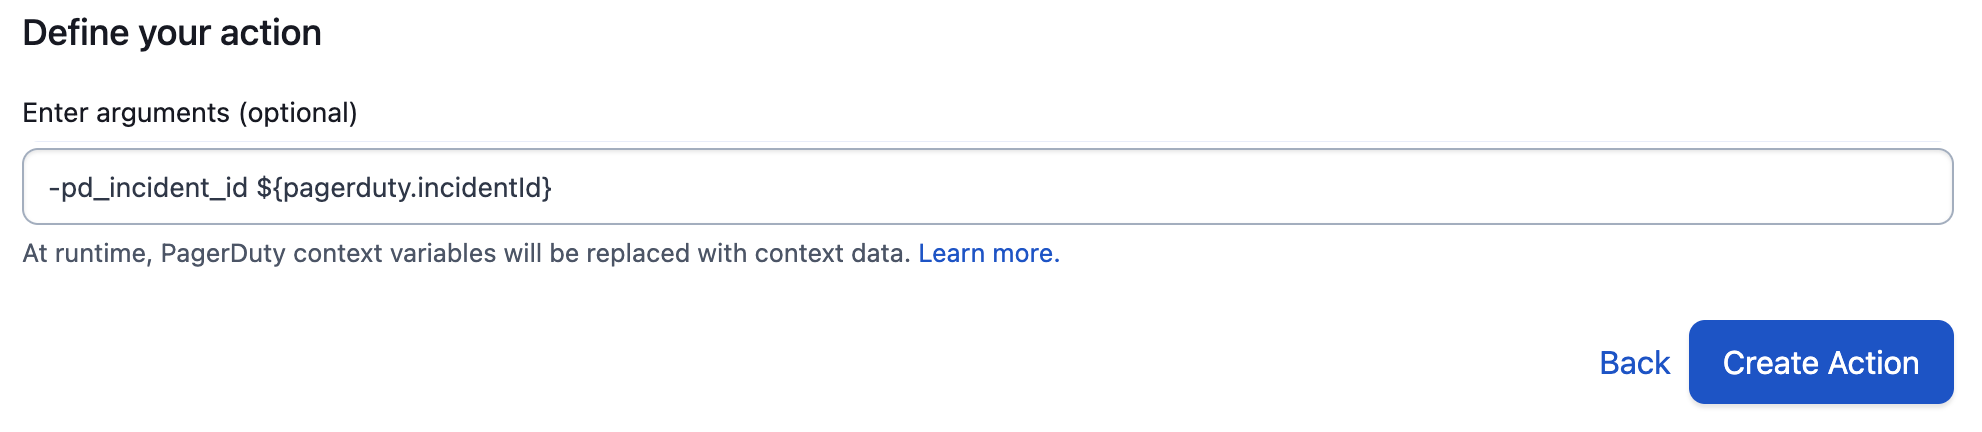 Define your action
Enter arguments (optional)
-pd_incident_id ${pagerduty.incidentId}
At runtime, PagerDuty context variables will be replaced with context data. Learn more.
Back
Create Action